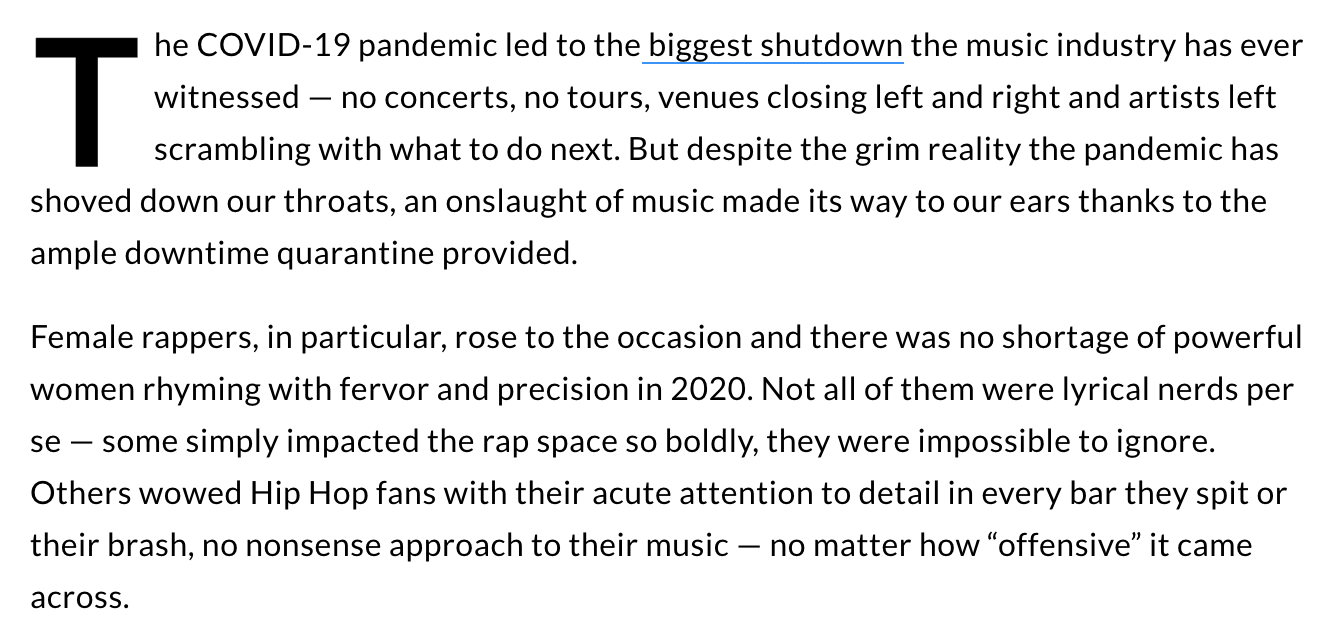 The COVID-19 pandemic led to the biggest shutdown the music industry has ever
witnessed — no concerts, no tours, venues closing left and right and artists left
scrambling with what to do next. But despite the grim reality the pandemic has
shoved down our throats, an onslaught of music made its way to our ears thanks to the
ample downtime quarantine provided.
Female rappers, in particular, rose to the occasion and there was no shortage of powerful
women rhyming with fervor and precision in 2020. Not all of them were lyrical nerds per
se — some simply impacted the rap space so boldly, they were impossible to ignore.
Others wowed Hip Hop fans with their acute attention to detail in every bar they spit or
their brash, no nonsense approach to their music — no matter how “offensive” it came
across.